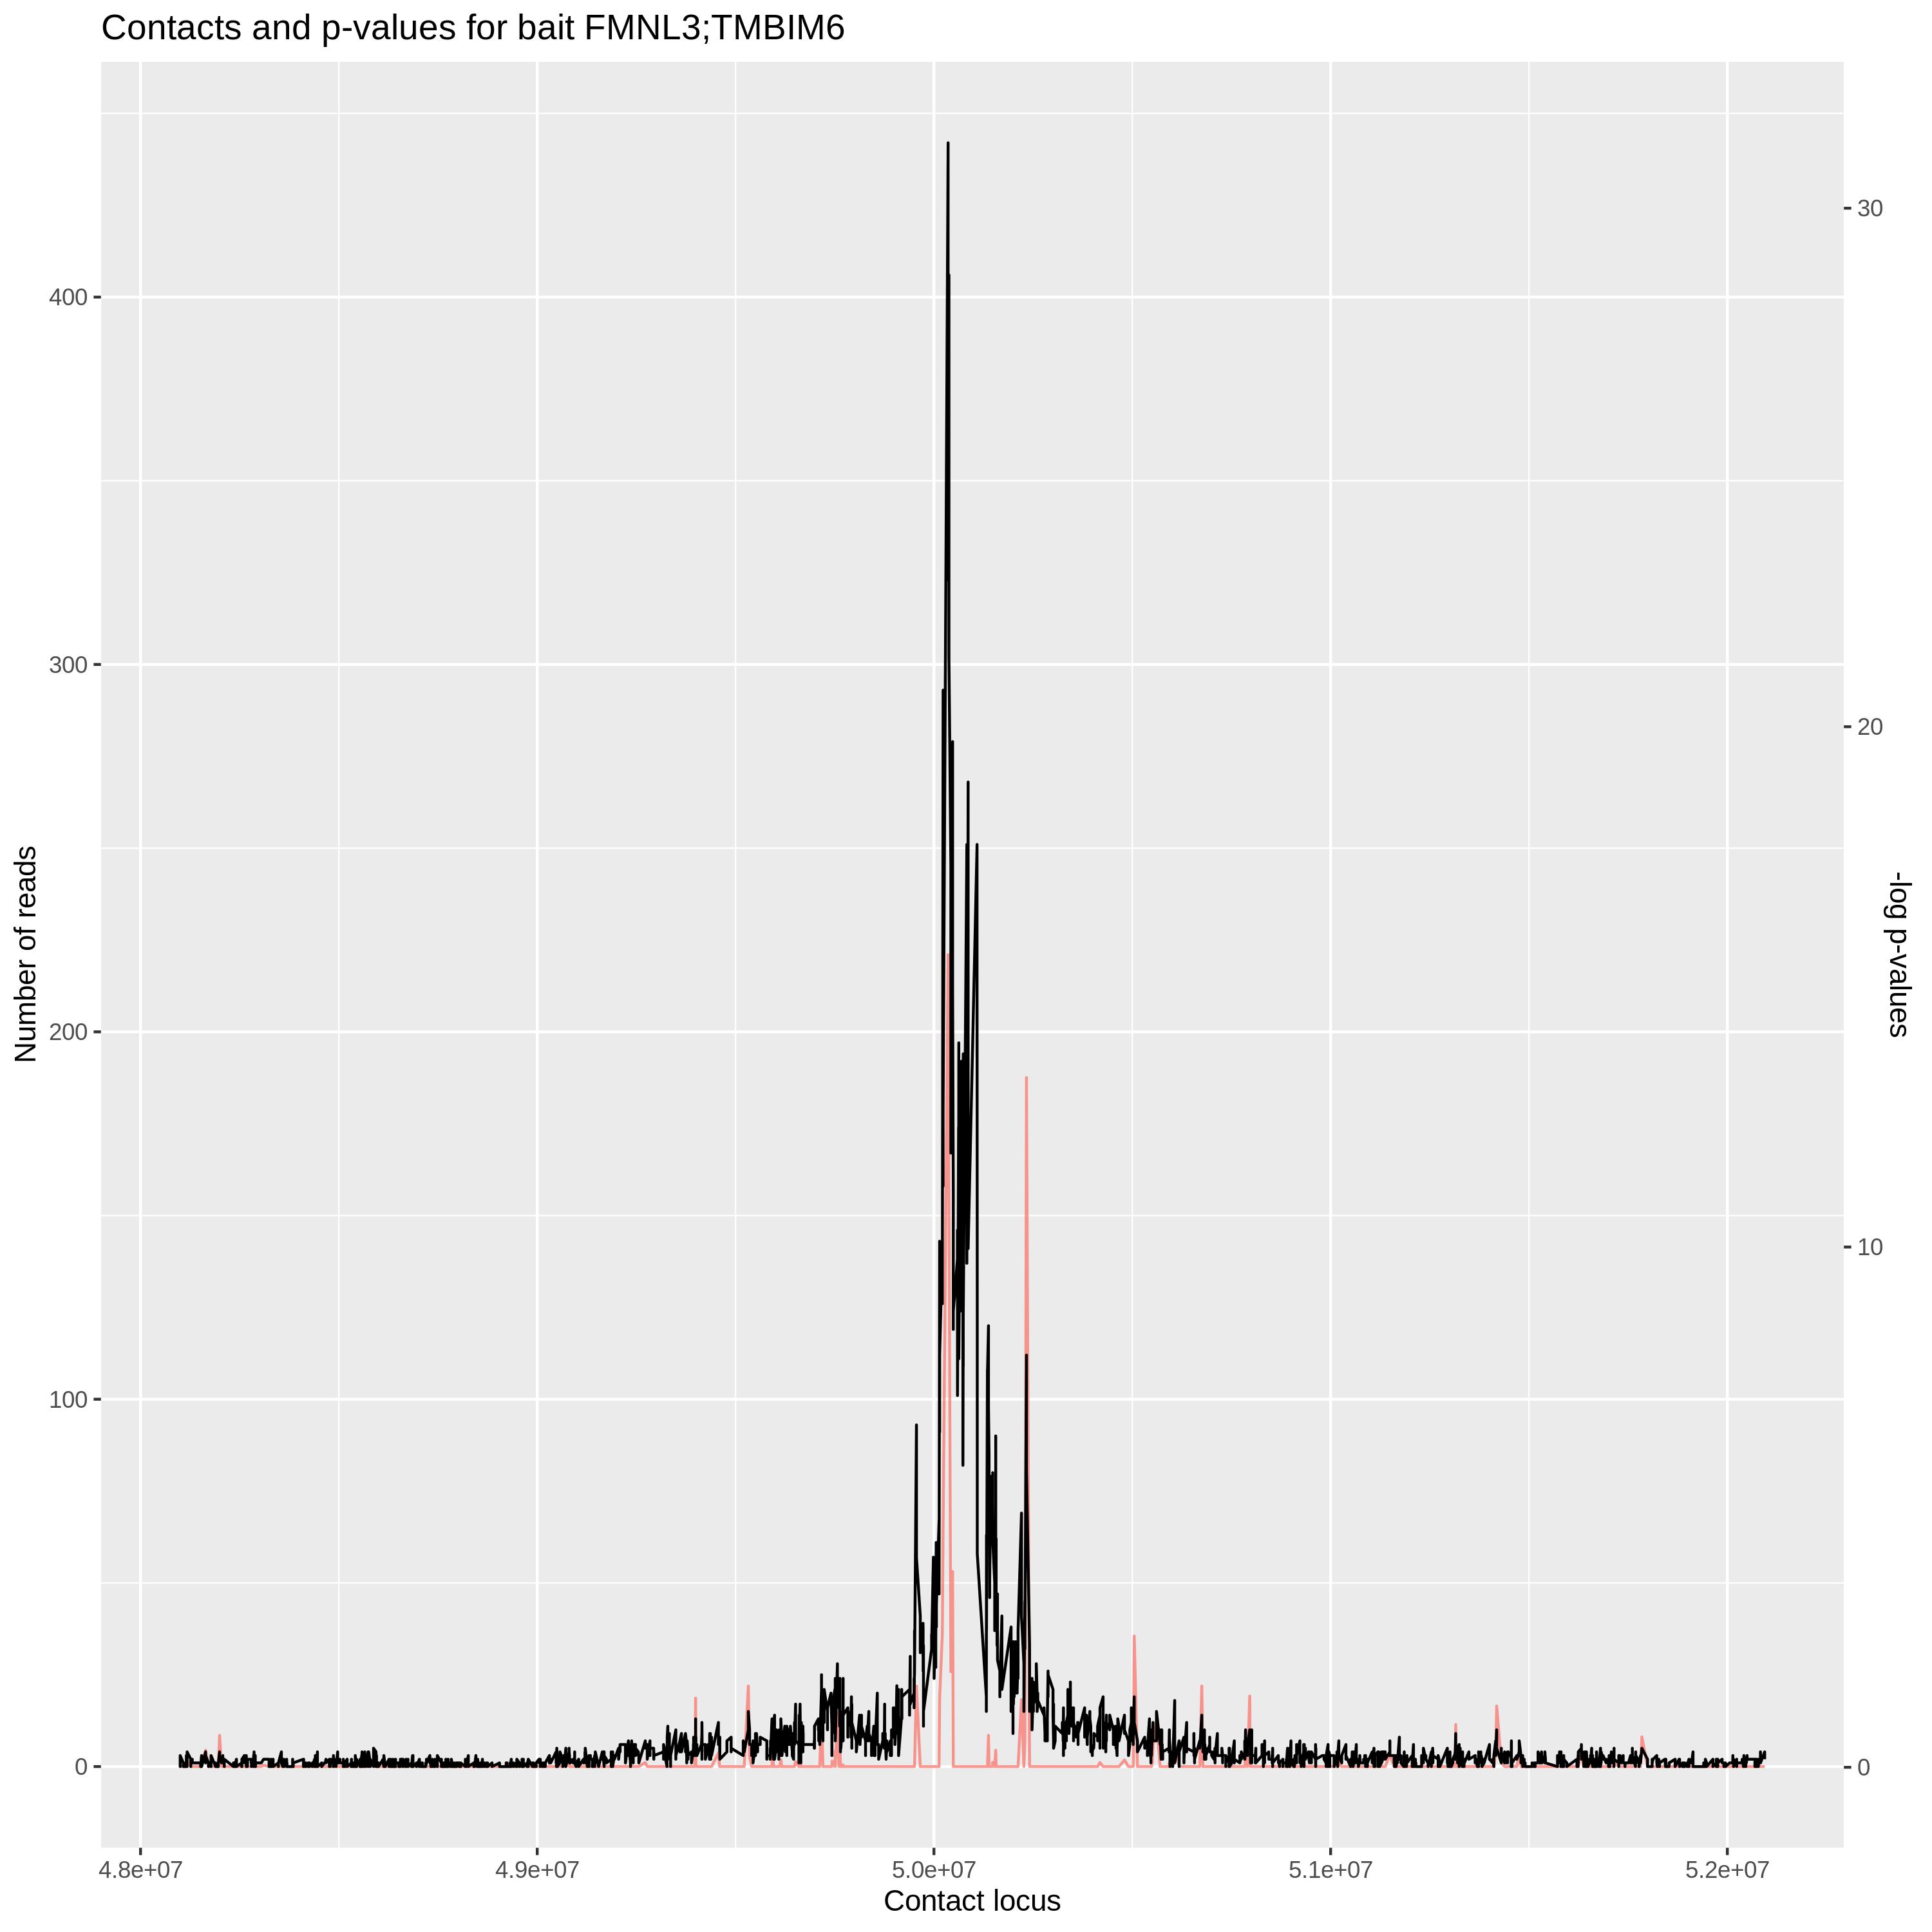 Contacts and p-values for bait FMNL3;TMBIM6
Number of reads
400
300
200
100
0
30
20
10
0
-log p-values
4.8e+07
4.9e+07
5.0e+07
5.1e+07
5.2e+07
Contact locus